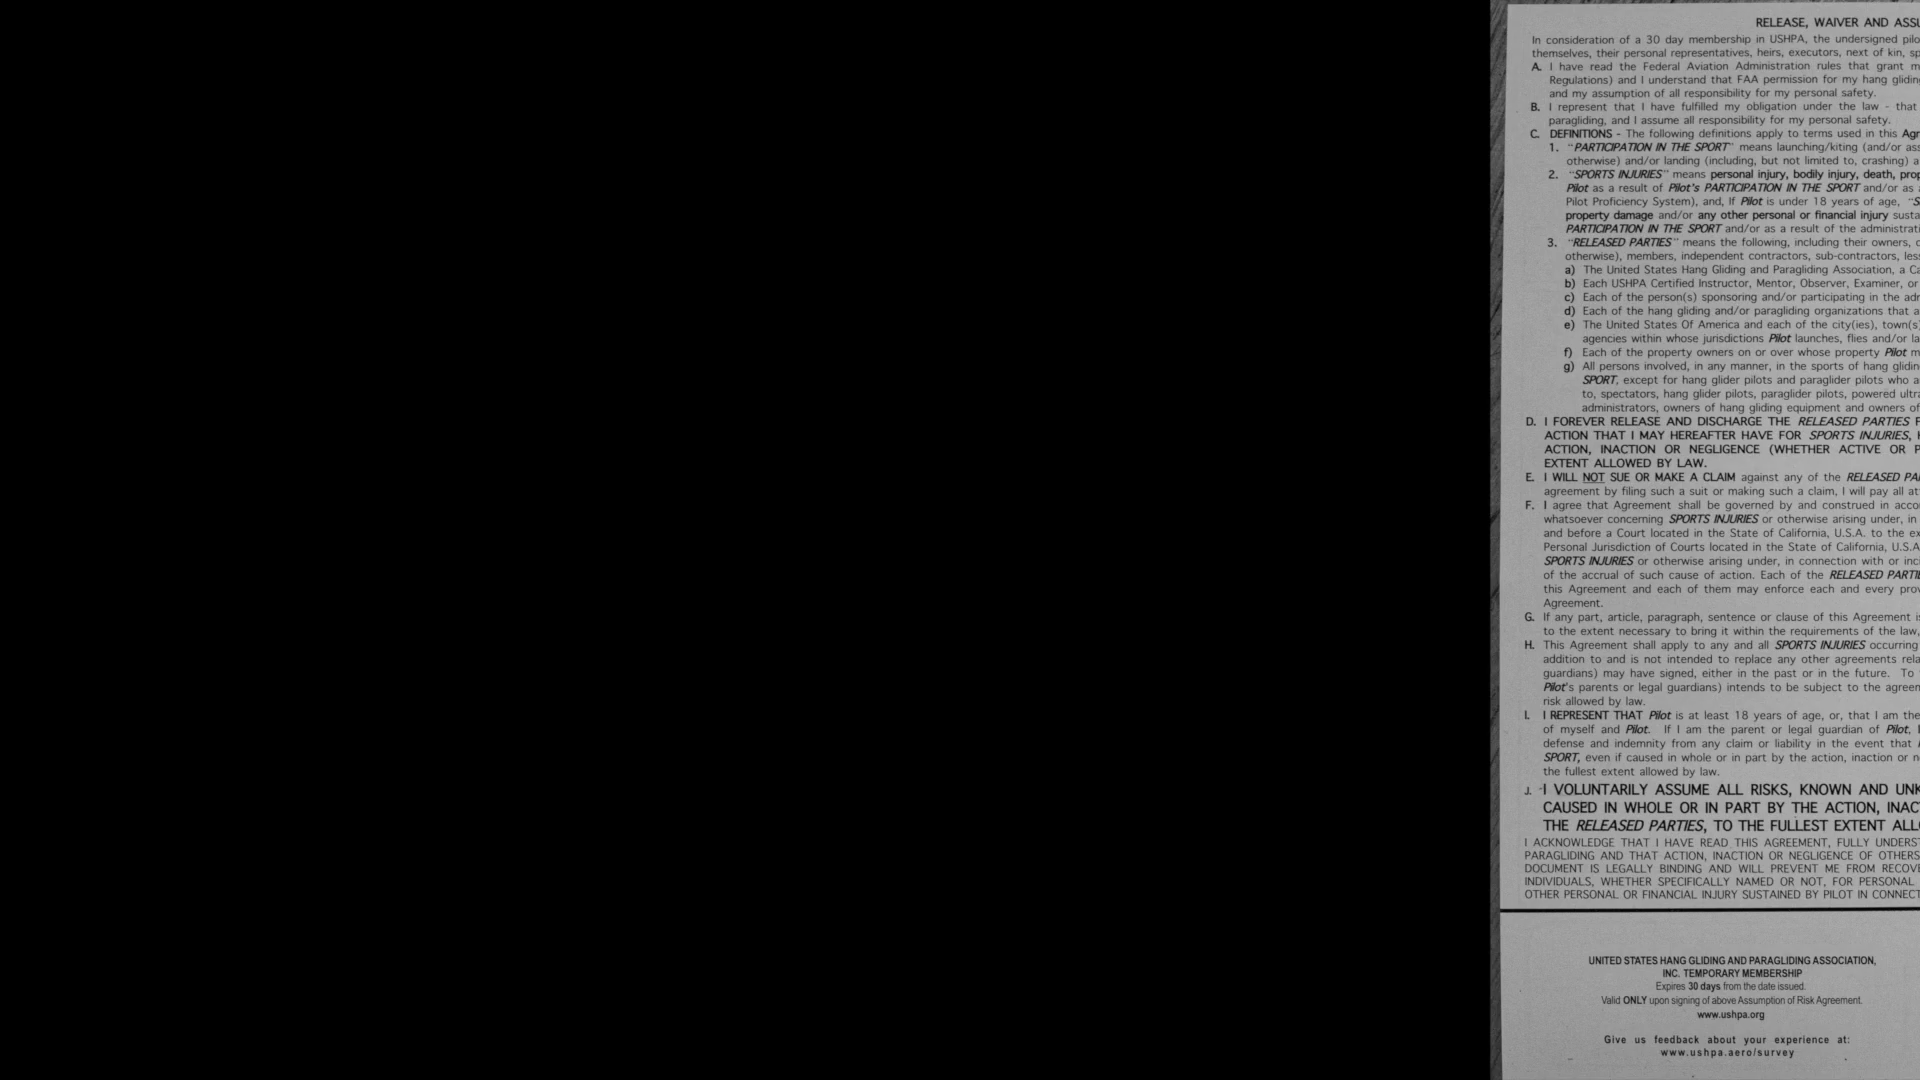 RELEASE, WAIVER AND ASSU
In consideration of a 30 day membership in USHPA, the undersigned pilo
themselves, their personal representatives, heirs, executors, next of kin, sp
A. I have read the Federal Aviation Administration rules that grant m
Regulations) and I understand that FAA permission for my hang gliding
and my assumption of all responsibility for my personal safety.
B. I represent that I have fulfilled my obligation under the law - that
paragliding, and I assume all responsibility for my personal safety.
C. DEFINITIONS - The following definitions apply to terms used in this Agr
1. "PARTICIPATION IN THE SPORT" means launching/kiting (and/or ass
otherwise) and/or landing (including, but not limited to, crashing) a
2. "SPORTS INJURIES" means personal injury, bodily injury, death, prop
Pilot as a result of Pilot's PARTICIPATION IN THE SPORT and/or as a
Pilot Proficiency System), and, If Pilot is under 18 years of age, "S
property damage and/or any other personal or financial injury susta
PARTICIPATION IN THE SPORT and/or as a result of the administrati
3. "RELEASED PARTIES" means the following, including their owners, o
otherwise), members, independent contractors, sub-contractors, less
a) The United States Hang Gliding and Paragliding Association, a Ca
b) Each USHPA Certified Instructor, Mentor, Observer, Examiner, or
c) Each of the person(s) sponsoring and/or participating in the adm
d) Each of the hang gliding and/or paragliding organizations that a
e) The United States Of America and each of the city(ies), town(s)
agencies within whose jurisdictions Pilot launches, flies and/or la
f) Each of the property owners on or over whose property Pilot m
g) All persons involved, in any manner, in the sports of hang glidin
SPORT, except for hang glider pilots and paraglider pilots who a
to, spectators, hang glider pilots, paraglider pilots, powered ultra
administrators, owners of hang gliding equipment and owners of
D. I FOREVER RELEASE AND DISCHARGE THE RELEASED PARTIES F
ACTION THAT I MAY HEREAFTER HAVE FOR SPORTS INJURIES, H
ACTION, INACTION OR NEGLIGENCE (WHETHER ACTIVE OR P
EXTENT ALLOWED BY LAW.
E. I WILL NOT SUE OR MAKE A CLAIM against any of the RELEASED PAR
agreement by filing such a suit or making such a claim, I will pay all att
F. I agree that Agreement shall be governed by and construed in acco
whatsoever concerning SPORTS INJURIES or otherwise arising under, in
and before a Court located in the State of California, U.S.A. to the ex
Personal Jurisdiction of Courts located in the State of California, U.S.A
SPORTS INJURIES or otherwise arising under, in connection with or inci
of the accrual of such cause of action. Each of the RELEASED PARTIE
this Agreement and each of them may enforce each and every prov
Agreement.
G. If any part, article, paragraph, sentence or clause of this Agreement is
to the extent necessary to bring it within the requirements of the law,
H. This Agreement shall apply to any and all SPORTS INJURIES occurring
addition to and is not intended to replace any other agreements rela
guardians) may have signed, either in the past or in the future. To
Pilot's parents or legal guardians) intends to be subject to the agreem
risk allowed by law.
I. I REPRESENT THAT Pilot is at least 18 years of age, or, that I am the
of myself and Pilot. If I am the parent or legal guardian of Pilot, I
defense and indemnity from any claim or liability in the event that
SPORT, even if caused in whole or in part by the action, inaction or n
the fullest extent allowed by law.
J. I VOLUNTARILY ASSUME ALL RISKS, KNOWN AND UNK
CAUSED IN WHOLE OR IN PART BY THE ACTION, INAC
THE RELEASED PARTIES, TO THE FULLEST EXTENT ALLO
I ACKNOWLEDGE THAT I HAVE READ THIS AGREEMENT, FULLY UNDERST
PARAGLIDING AND THAT ACTION, INACTION OR NEGLIGENCE OF OTHERS
DOCUMENT IS LEGALLY BINDING AND WILL PREVENT ME FROM RECOVE
INDIVIDUALS, WHETHER SPECIFICALLY NAMED OR NOT, FOR PERSONAL
OTHER PERSONAL OR FINANCIAL INJURY SUSTAINED BY PILOT IN CONNECT
UNITED STATES HANG GLIDING AND PARAGLIDING ASSOCIATION,
INC. TEMPORARY MEMBERSHIP
Expires 30 days from the date issued.
Valid ONLY upon signing of above Assumption of Risk Agreement.
www.ushpa.org
Give us feedback about your experience at:
www.ushpa.aero/survey